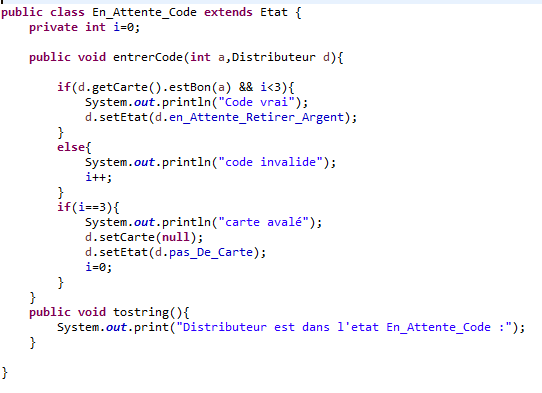 public class En_Attente_Code extends Etat {
    private int i=0;

    public void entrerCode(int a,Distributeur d){

        if(d.getCarte().estBon(a) && i<3){
            System.out.println("Code vrai");
            d.setEtat(d.en_Attente_Retirer_Argent);
        }
        else{
            System.out.println("code invalide");
            i++;
        }
        if(i==3){
            System.out.println("carte avalé");
            d.setCarte(null);
            d.setEtat(d.pas_De_Carte);
            i=0;
        }
    }
    public void tostring(){
        System.out.print("Distributeur est dans l'etat En_Attente_Code :");
    }

}